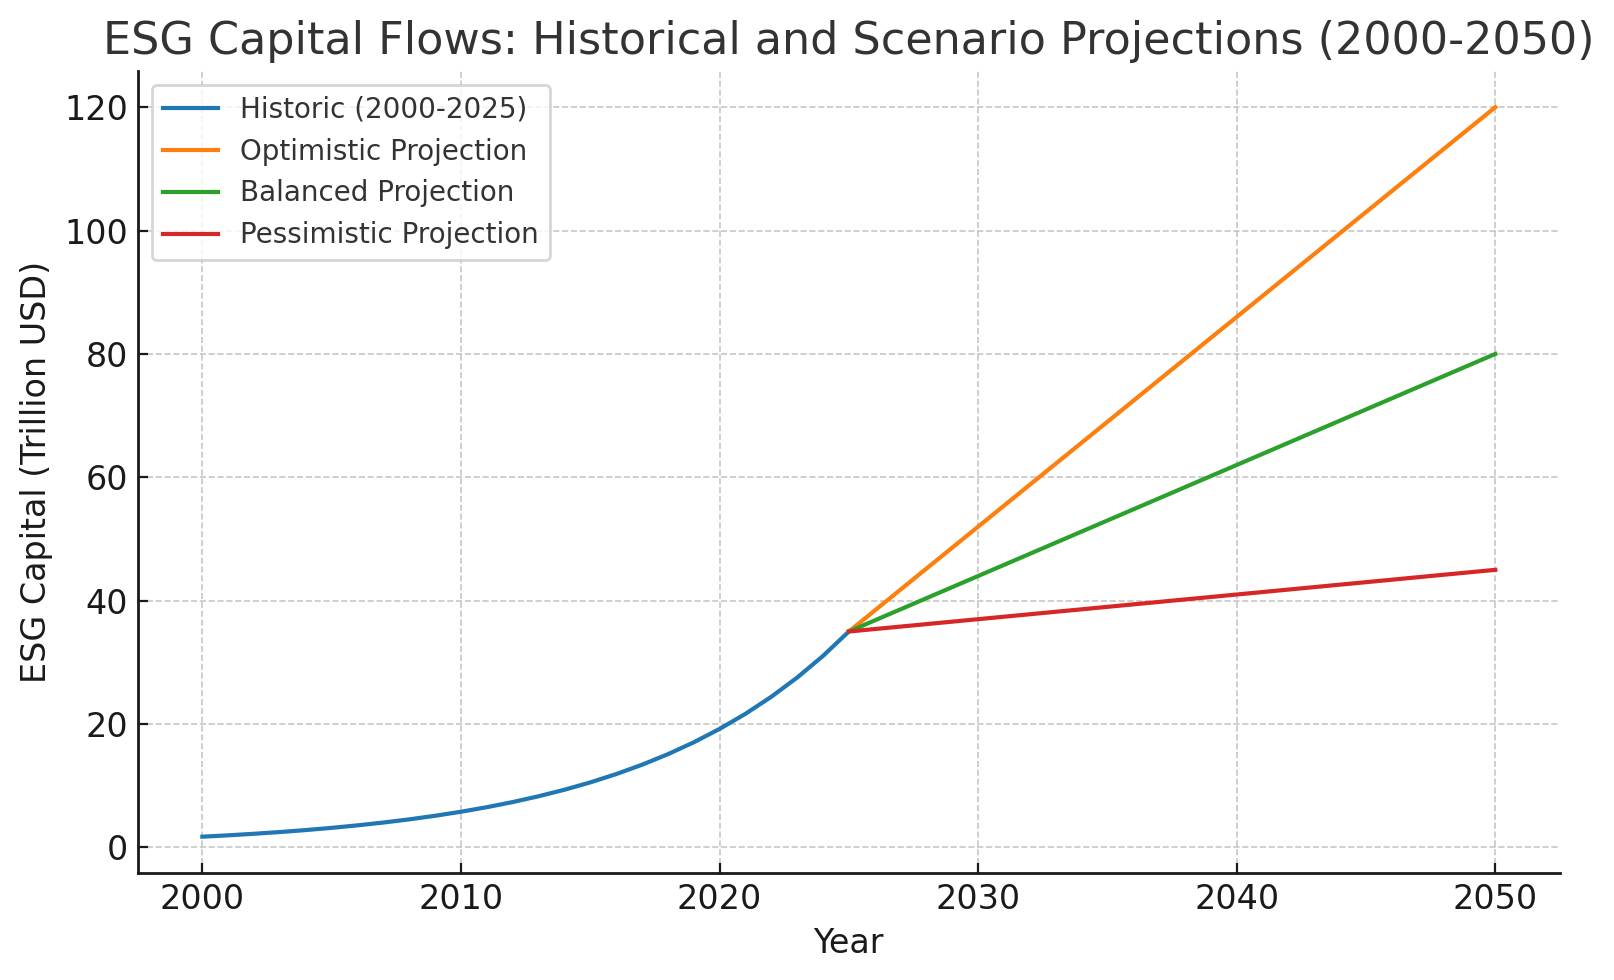 ESG Capital Flows: Historical and Scenario Projections (2000-2050)
Historic (2000-2025)
Optimistic Projection
Balanced Projection
Pessimistic Projection
ESG Capital (Trillion USD)
120
100
80
60
40
20
0
2000 2010 2020 2030 2040 2050
Year